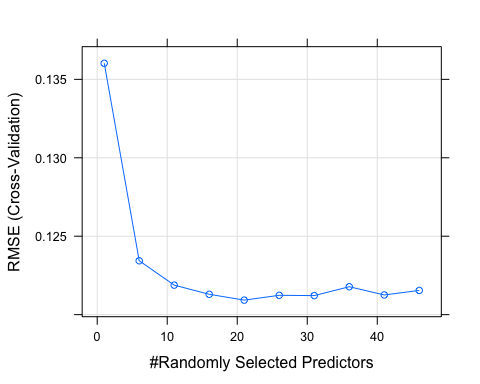 0.135
0.130
0.125
RMSE (Cross-Validation)
0 10 20 30 40
#Randomly Selected Predictors